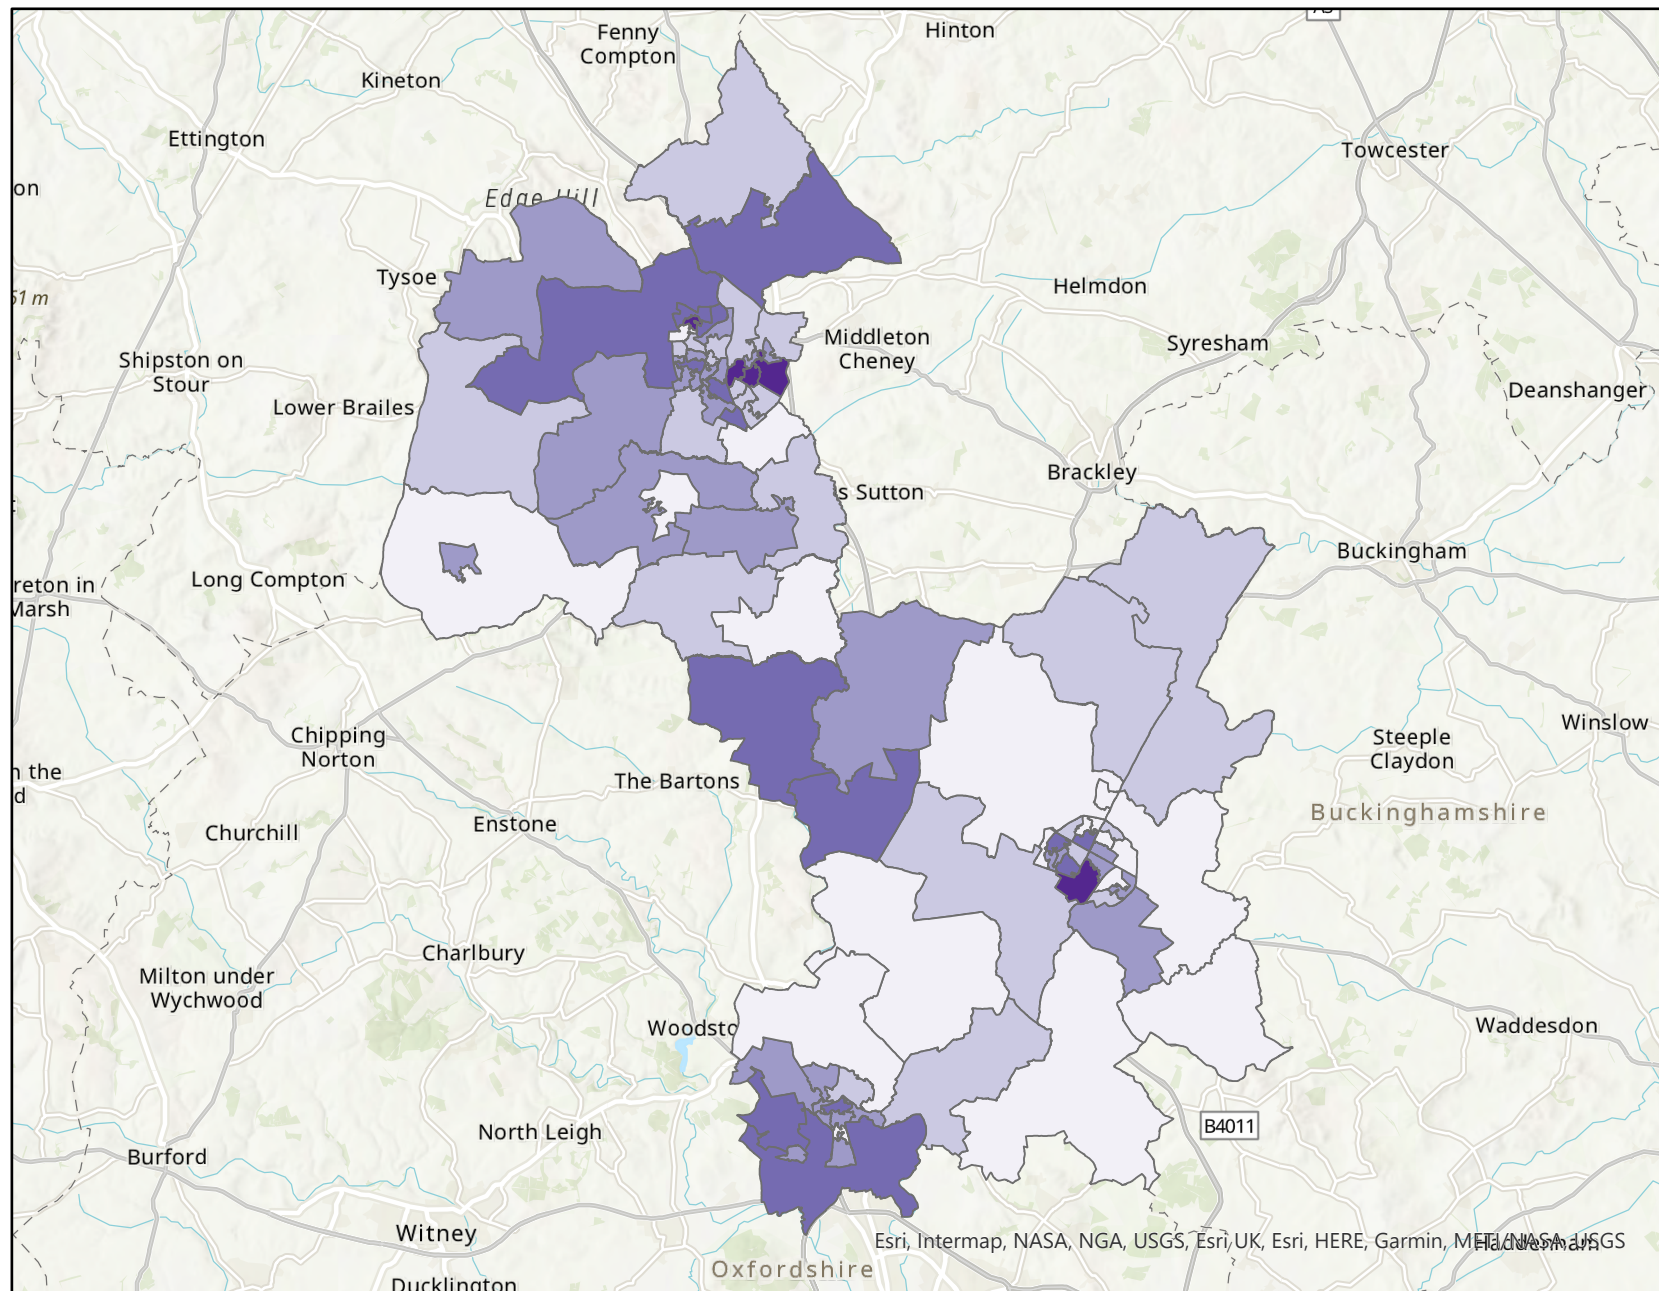 A5
Fenny
Compton
Hinton
Kineton
Ettington
Towcester
on
Edge Hill
Tysoe
Helmdon
61 m
Middleton
Cheney
Syresham
Shipston on
Stour
Deanshanger
Lower Brailes
Brackley
s Sutton
Buckingham
Long Compton
reton in
Marsh
Winslow
Chipping
Norton
Steeple
Claydon
n the
d
The Bartons
Buckinghamshire
Churchill
Enstone
Charlbury
Milton under
Wychwood
Woodsto
Waddesdon
North Leigh
B4011
Burford
Witney
Haddenham
Esri, Intermap, NASA, NGA, USGS, Esri UK, Esri, HERE, Garmin, METI/NASA, USGS
Oxfordshire
Ducklington